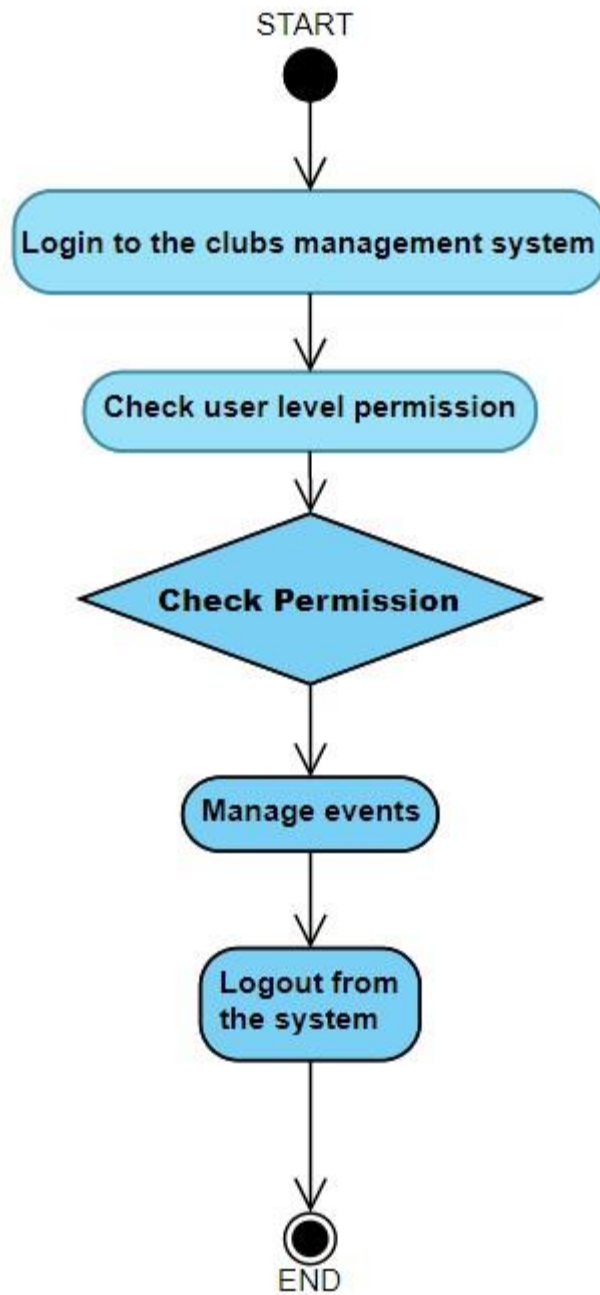 START
Login to the clubs management system
Check user level permission
Check Permission
Manage events
Logout from
the system
END